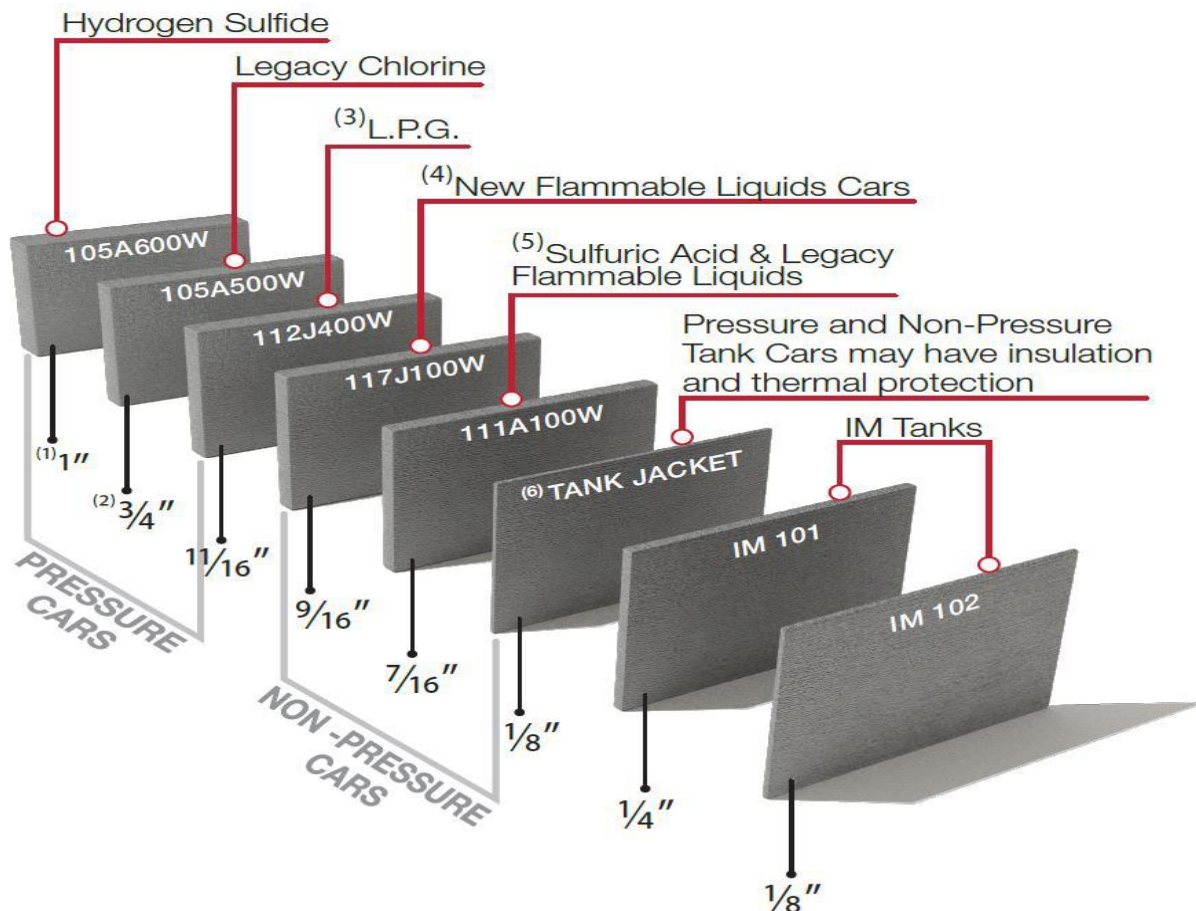 Hydrogen Sulfide
Legacy Chlorine
(3)L.P.G.
(4)New Flammable Liquids Cars
(5)Sulfuric Acid & Legacy
Flammable Liquids
Pressure and Non-Pressure
Tank Cars may have insulation
and thermal protection
IM Tanks
105A600W
105A500W
112J400W
117J100W
111A100W
(6) TANK JACKET
IM 101
IM 102
(1)1"
(2)3/4"
11/16"
9/16"
7/16"
1/8"
1/4"
1/8"
PRESSURE
CARS
NON-PRESSURE
CARS